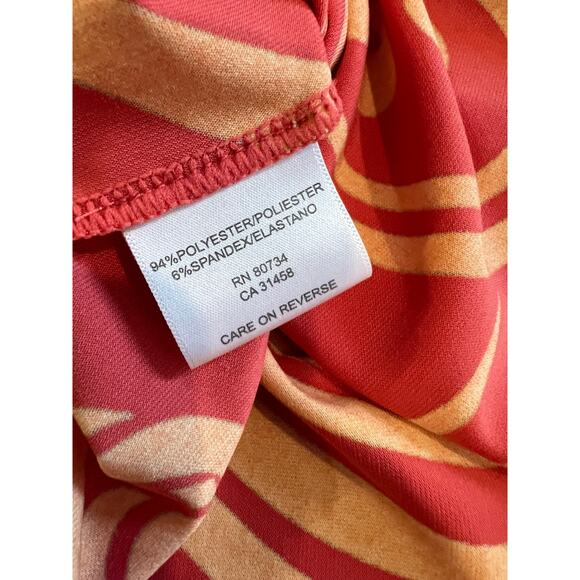 94%POLYESTER/POLIESTER
6%SPANDEX/ELASTANO
RN 80734
CA 31458
CARE ON REVERSE